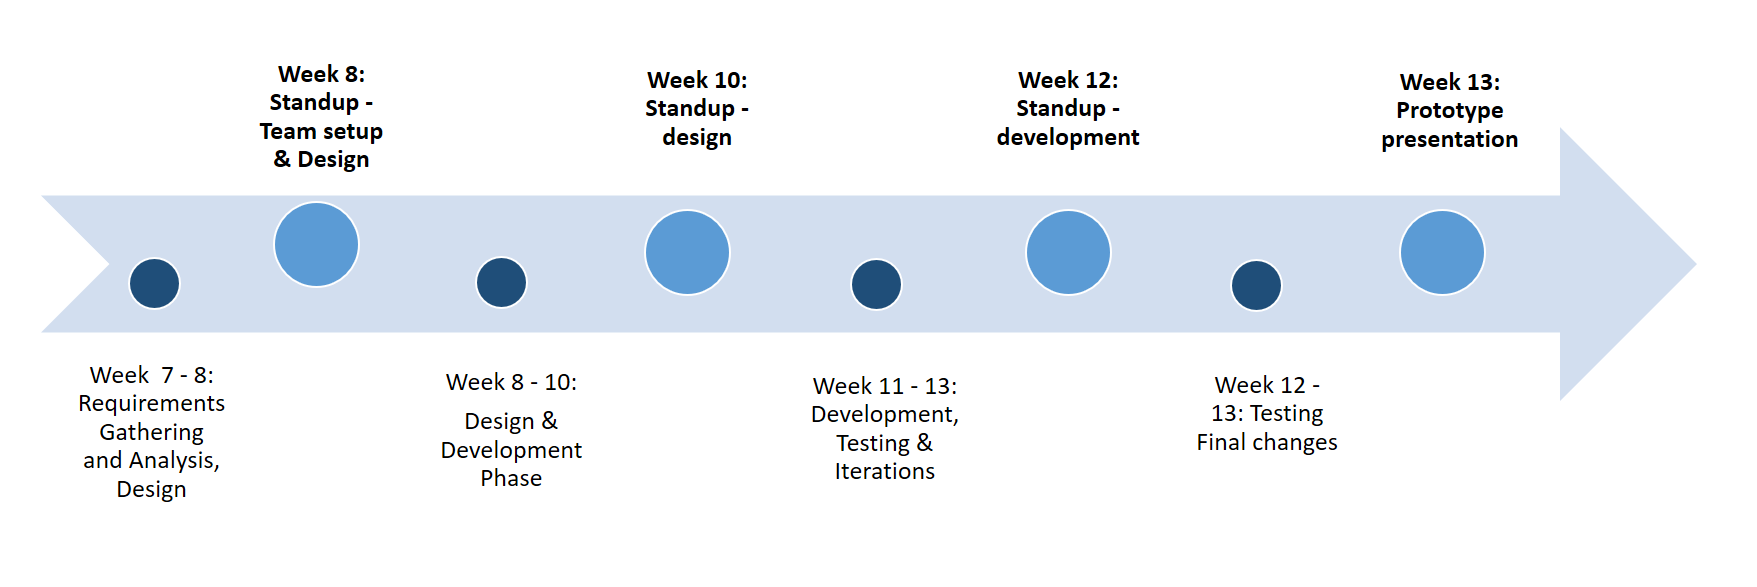 Week 8:
Standup -
Team setup
& Design
Week 10:
Standup -
design
Week 12:
Standup -
development
Week 13:
Prototype
presentation
Week  7 - 8:
Requirements
Gathering
and Analysis,
Design
Week 8 - 10:
Design &
Development
Phase
Week 11 - 13:
Development,
Testing &
Iterations
Week 12 -
13: Testing
Final changes